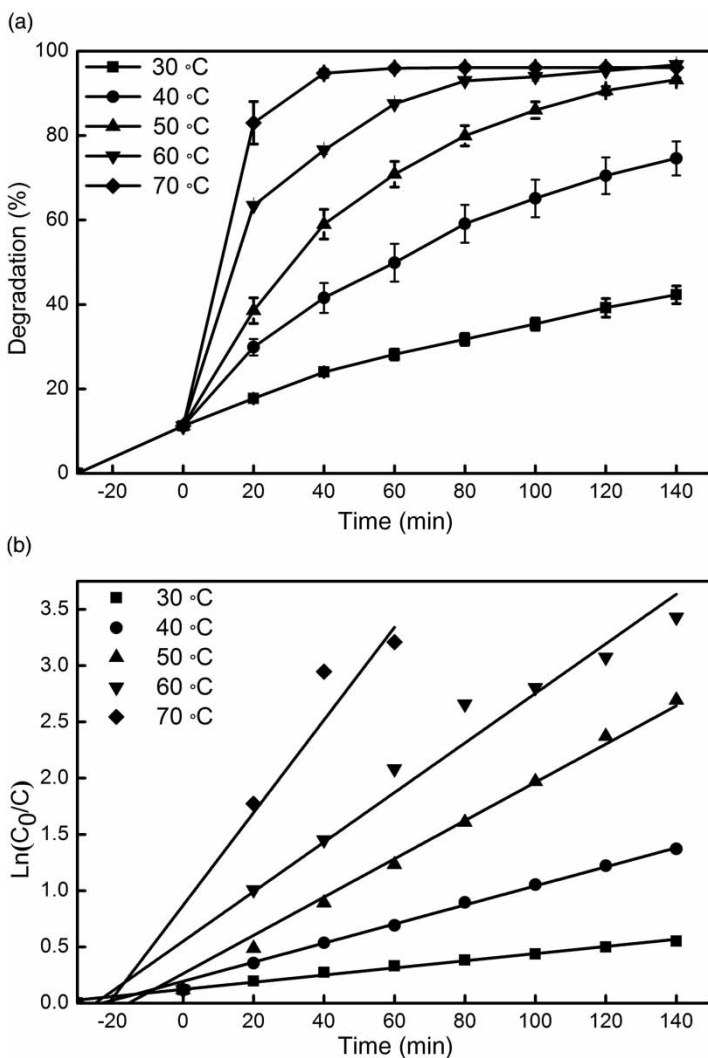 (a)
100
80
60
40
20
0
Degradation (%)
30 °C
40 °C
50 °C
60 °C
70 °C
-20 0 20 40 60 80 100 120 140
Time (min)
(b)
3.5
3.0
2.5
2.0
1.5
1.0
0.5
0.0
Ln(C₀/C)
30 °C
40 °C
50 °C
60 °C
70 °C
-20 0 20 40 60 80 100 120 140
Time (min)